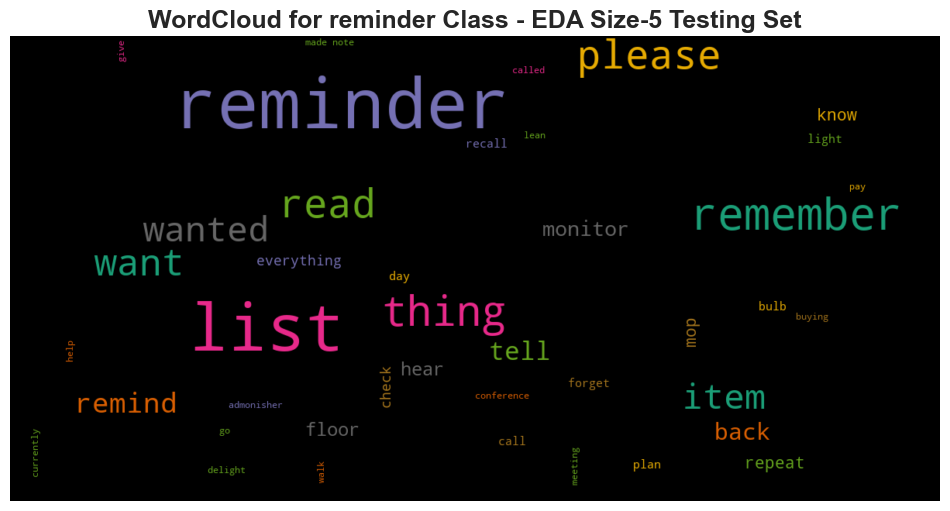 WordCloud for reminder Class - EDA Size-5 Testing Set
give
made note
please
called
reminder
know
lean
light
recall
pay
read
remember
wanted
monitor
want
everything
day
list
thing
bulb
buying
mop
help
tell
hear
check
forget
item
remind
conference
admonisher
go
floor
back
call
currently
delight
walk
meeting
plan
repeat